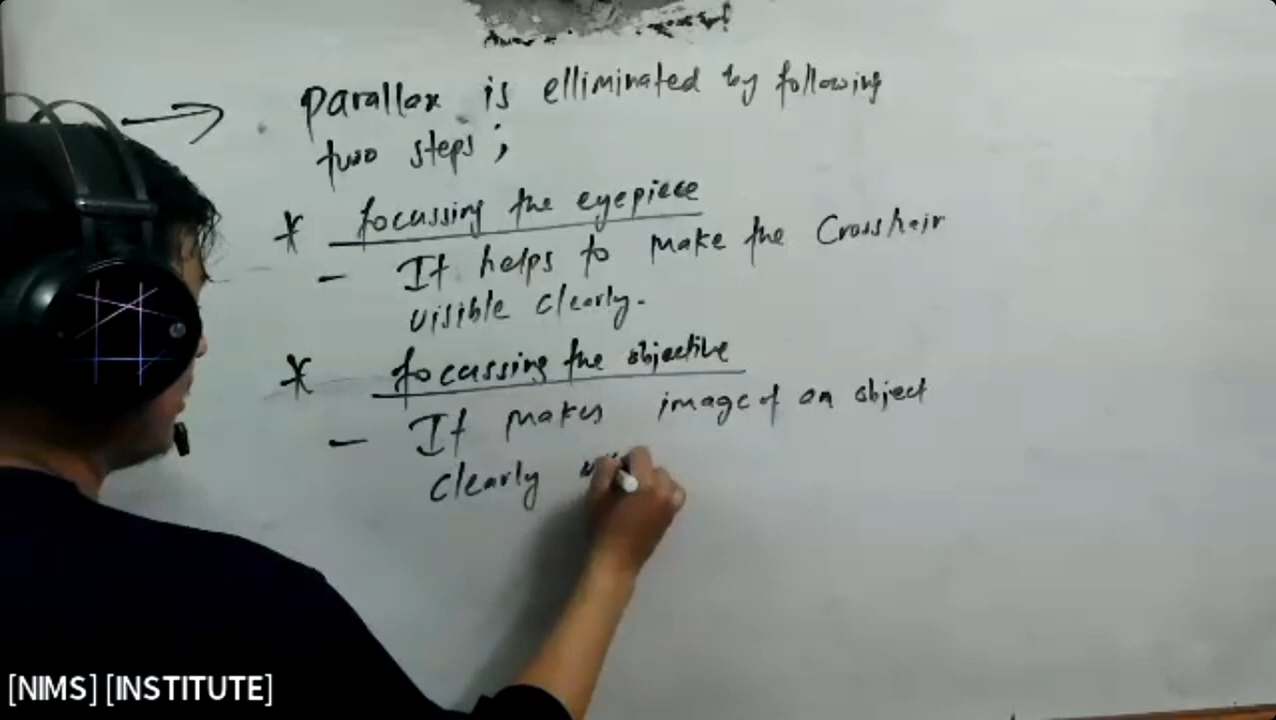 → Parallax is elliminated by following
two steps;
* focussing the eyepiece
- It helps to make the Crosshair
visible clearly.
* focussing the objective
- It makes image of an object
clearly
[NIMS] [INSTITUTE]